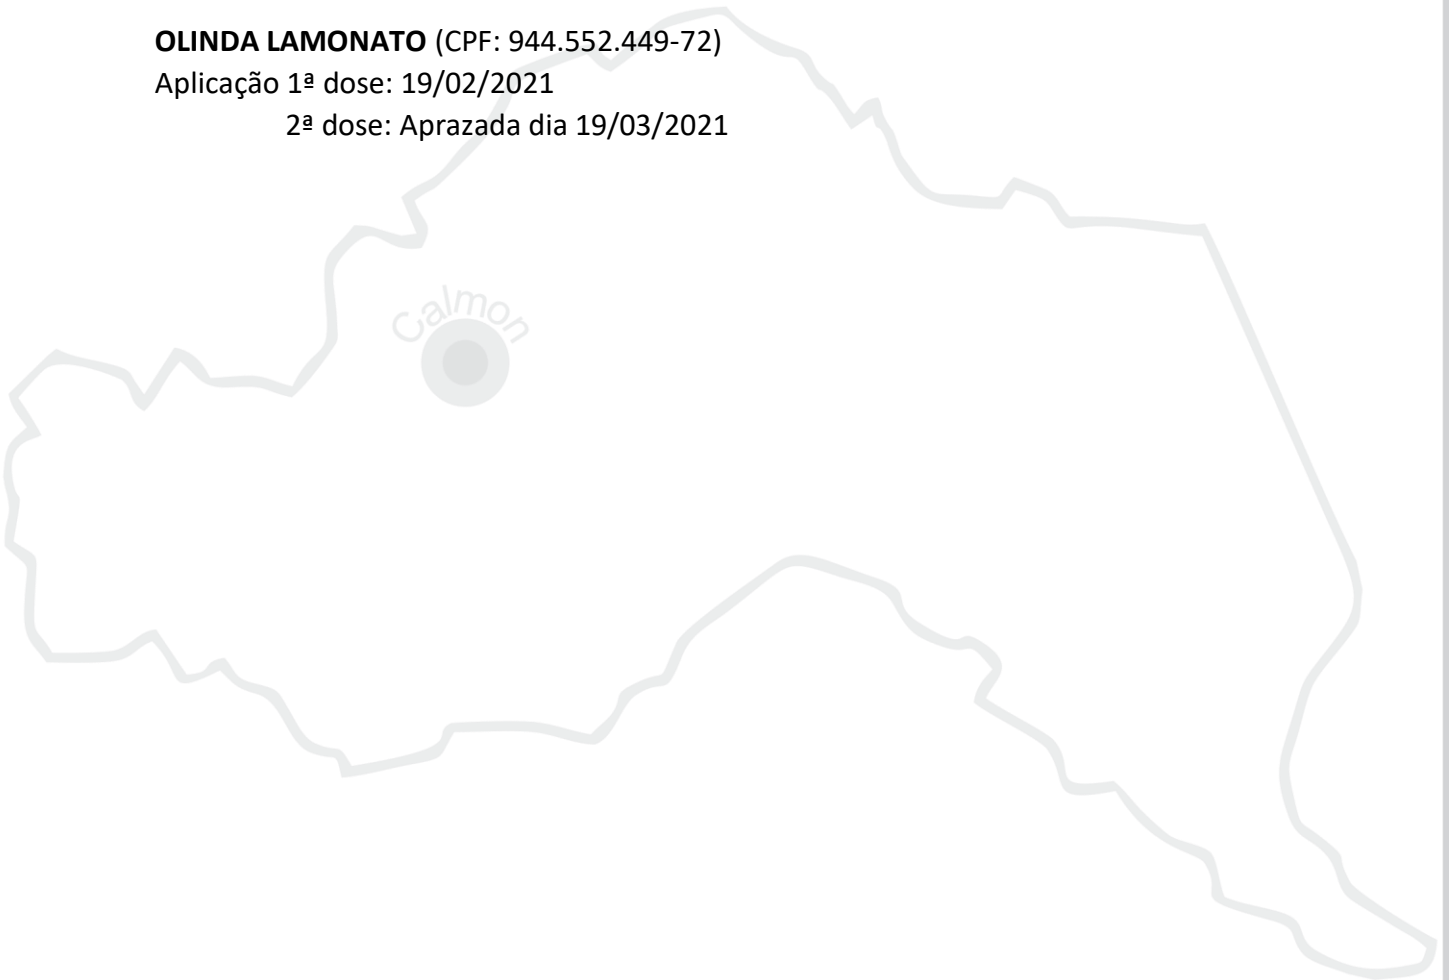 OLINDA LAMONATO (CPF: 944.552.449-72)
Aplicação 1ª dose: 19/02/2021
2ª dose: Aprazada dia 19/03/2021
Calmon